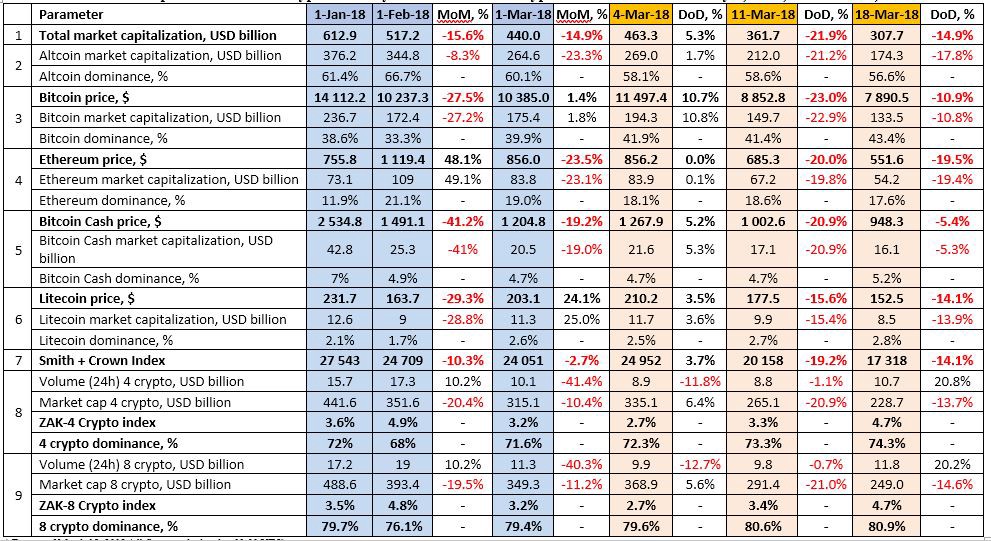 Parameter 1-Jan-18 1-Feb-18 MoM, % 1-Mar-18 MoM, % 4-Mar-18 DoD, % 11-Mar-18 DoD, % 18-Mar-18 DoD, %
1 Total market capitalization, USD billion 612.9 517.2 -15.6% 440.0 -14.9% 463.3 5.3% 361.7 -21.9% 307.7 -14.9%
2 Altcoin market capitalization, USD billion 376.2 344.8 -8.3% 264.6 -23.3% 269.0 1.7% 212.0 -21.2% 174.3 -17.8%
Altcoin dominance, % 61.4% 66.7% - 60.1% - 58.1% - 58.6% - 56.6% -
3 Bitcoin price, $ 14 112.2 10 237.3 -27.5% 10 385.0 1.4% 11 497.4 10.7% 8 852.8 -23.0% 7 890.5 -10.9%
Bitcoin market capitalization, USD billion 236.7 172.4 -27.2% 175.4 1.8% 194.3 10.8% 149.7 -22.9% 133.5 -10.8%
Bitcoin dominance, % 38.6% 33.3% - 39.9% - 41.9% - 41.4% - 43.4% -
4 Ethereum price, $ 755.8 1 119.4 48.1% 856.0 -23.5% 856.2 0.0% 685.3 -20.0% 551.6 -19.5%
Ethereum market capitalization, USD billion 73.1 109 49.1% 83.8 -23.1% 83.9 0.1% 67.2 -19.8% 54.2 -19.4%
Ethereum dominance, % 11.9% 21.1% - 19.0% - 18.1% - 18.6% - 17.6% -
5 Bitcoin Cash price, $ 2 534.8 1 491.1 -41.2% 1 204.8 -19.2% 1 267.9 5.2% 1 002.6 -20.9% 948.3 -5.4%
Bitcoin Cash market capitalization, USD
billion 42.8 25.3 -41% 20.5 -19.0% 21.6 5.3% 17.1 -20.9% 16.1 -5.3%
Bitcoin Cash dominance, % 7% 4.9% - 4.7% - 4.7% - 4.7% - 5.2% -
6 Litecoin price, $ 231.7 163.7 -29.3% 203.1 24.1% 210.2 3.5% 177.5 -15.6% 152.5 -14.1%
Litecoin market capitalization, USD billion 12.6 9 -28.8% 11.3 25.0% 11.7 3.6% 9.9 -15.4% 8.5 -13.9%
Litecoin dominance, % 2.1% 1.7% - 2.6% - 2.5% - 2.7% - 2.8% -
7 Smith + Crown Index 27 543 24 709 -10.3% 24 051 -2.7% 24 952 3.7% 20 158 -19.2% 17 318 -14.1%
8 Volume (24h) 4 crypto, USD billion 15.7 17.3 10.2% 10.1 -41.4% 8.9 -11.8% 8.8 -1.1% 10.7 20.8%
Market cap 4 crypto, USD billion 441.6 351.6 -20.4% 315.1 -10.4% 335.1 6.4% 265.1 -20.9% 228.7 -13.7%
ZAK-4 Crypto index 3.6% 4.9% - 3.2% - 2.7% - 3.3% - 4.7% -
4 crypto dominance, % 72% 68% - 71.6% - 72.3% - 73.3% - 74.3% -
9 Volume (24h) 8 crypto, USD billion 17.2 19 10.2% 11.3 -40.3% 9.9 -12.7% 9.8 -0.7% 11.8 20.2%
Market cap 8 crypto, USD billion 488.6 393.4 -19.5% 349.3 -11.2% 368.9 5.6% 291.4 -21.0% 249.0 -14.6%
ZAK-8 Crypto index 3.5% 4.8% - 3.2% - 2.7% - 3.4% - 4.7% -
8 crypto dominance, % 79.7% 76.1% - 79.4% - 79.6% - 80.6% - 80.9% -